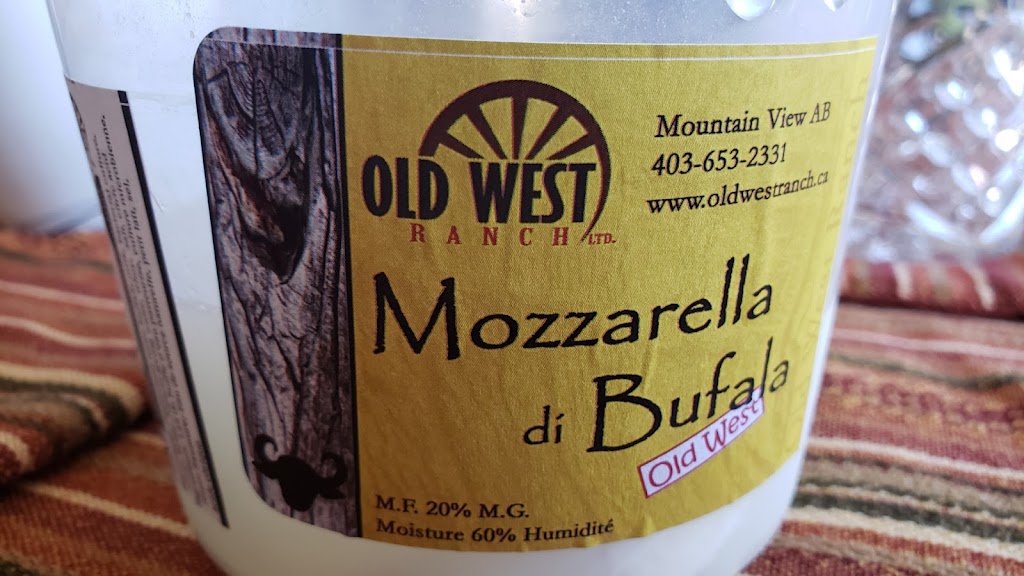 OLD WEST
RANCH LTD.
Mountain View AB
403-653-2331
www.oldwestranch.ca
Mozzarella
di Bufala
Old West
M.F. 20% M.G.
Moisture 60% Humidité